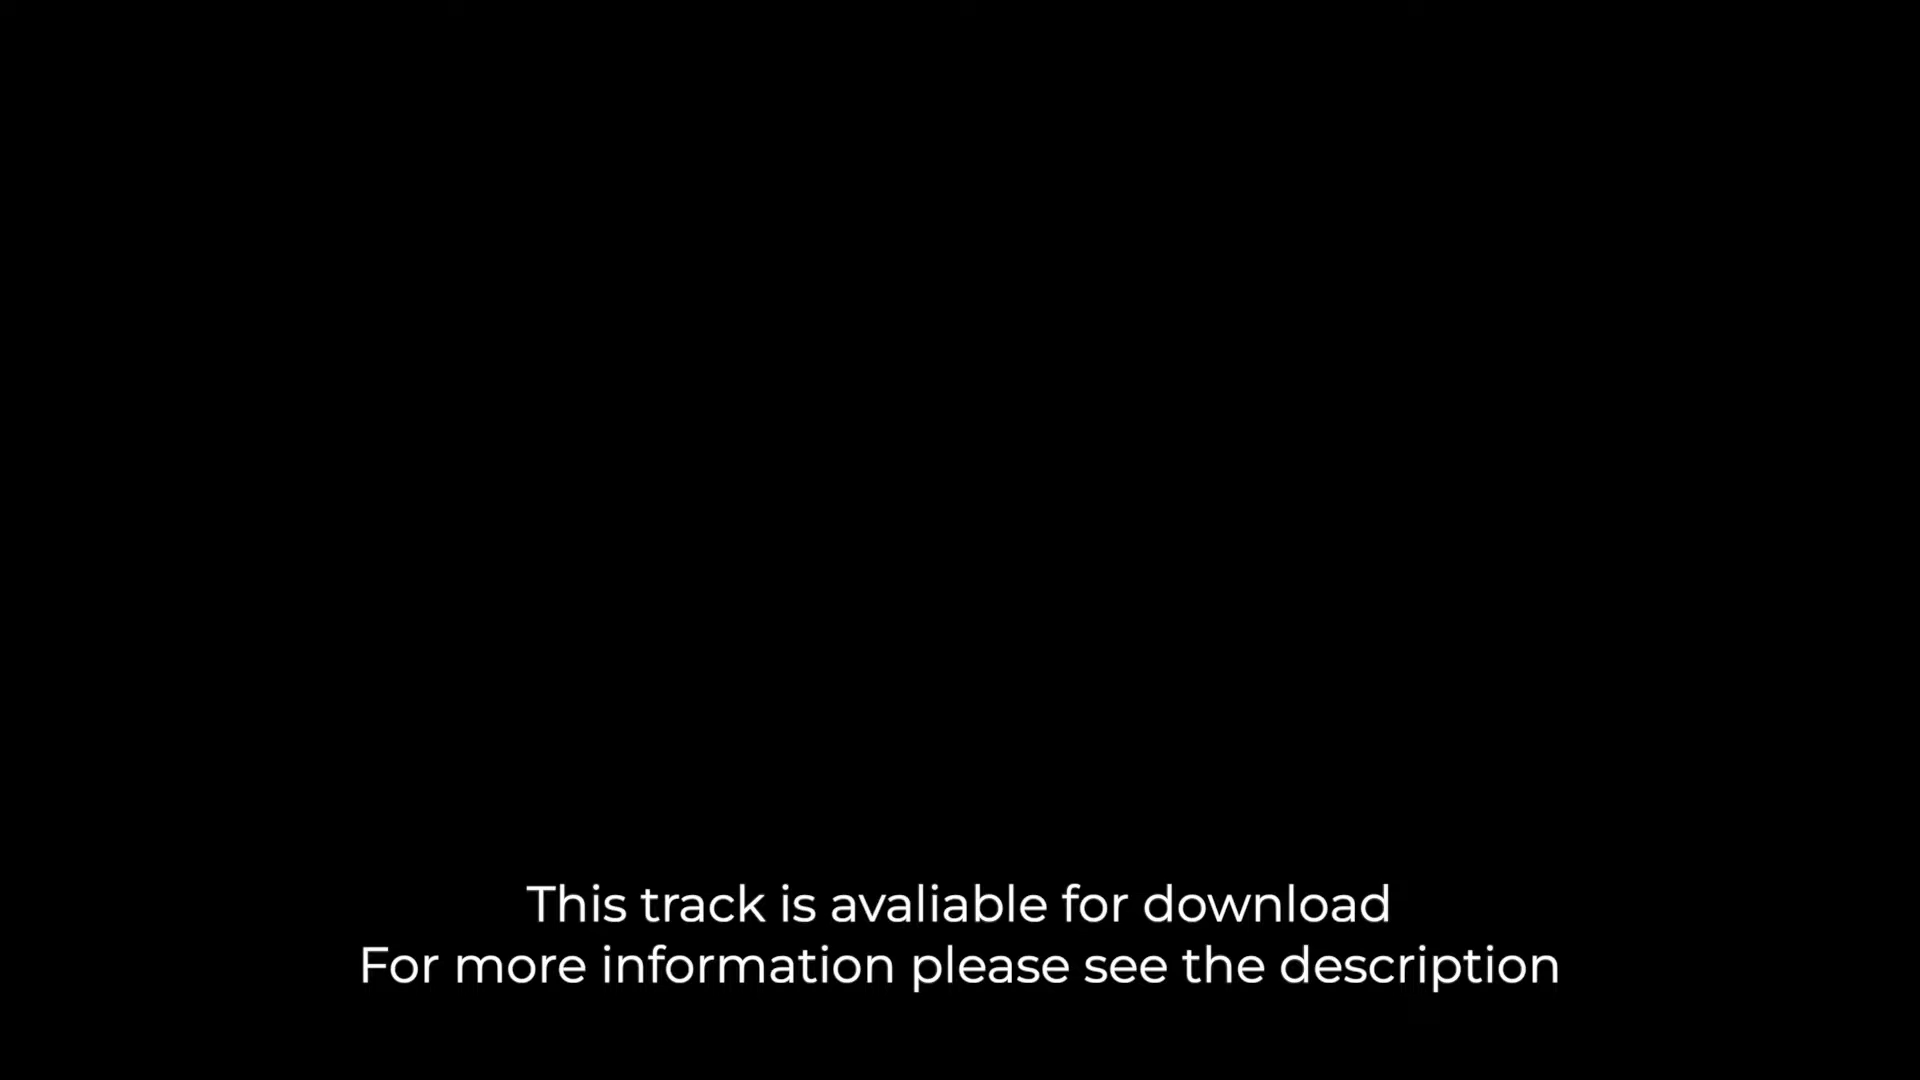 This track is avaliable for download
For more information please see the description